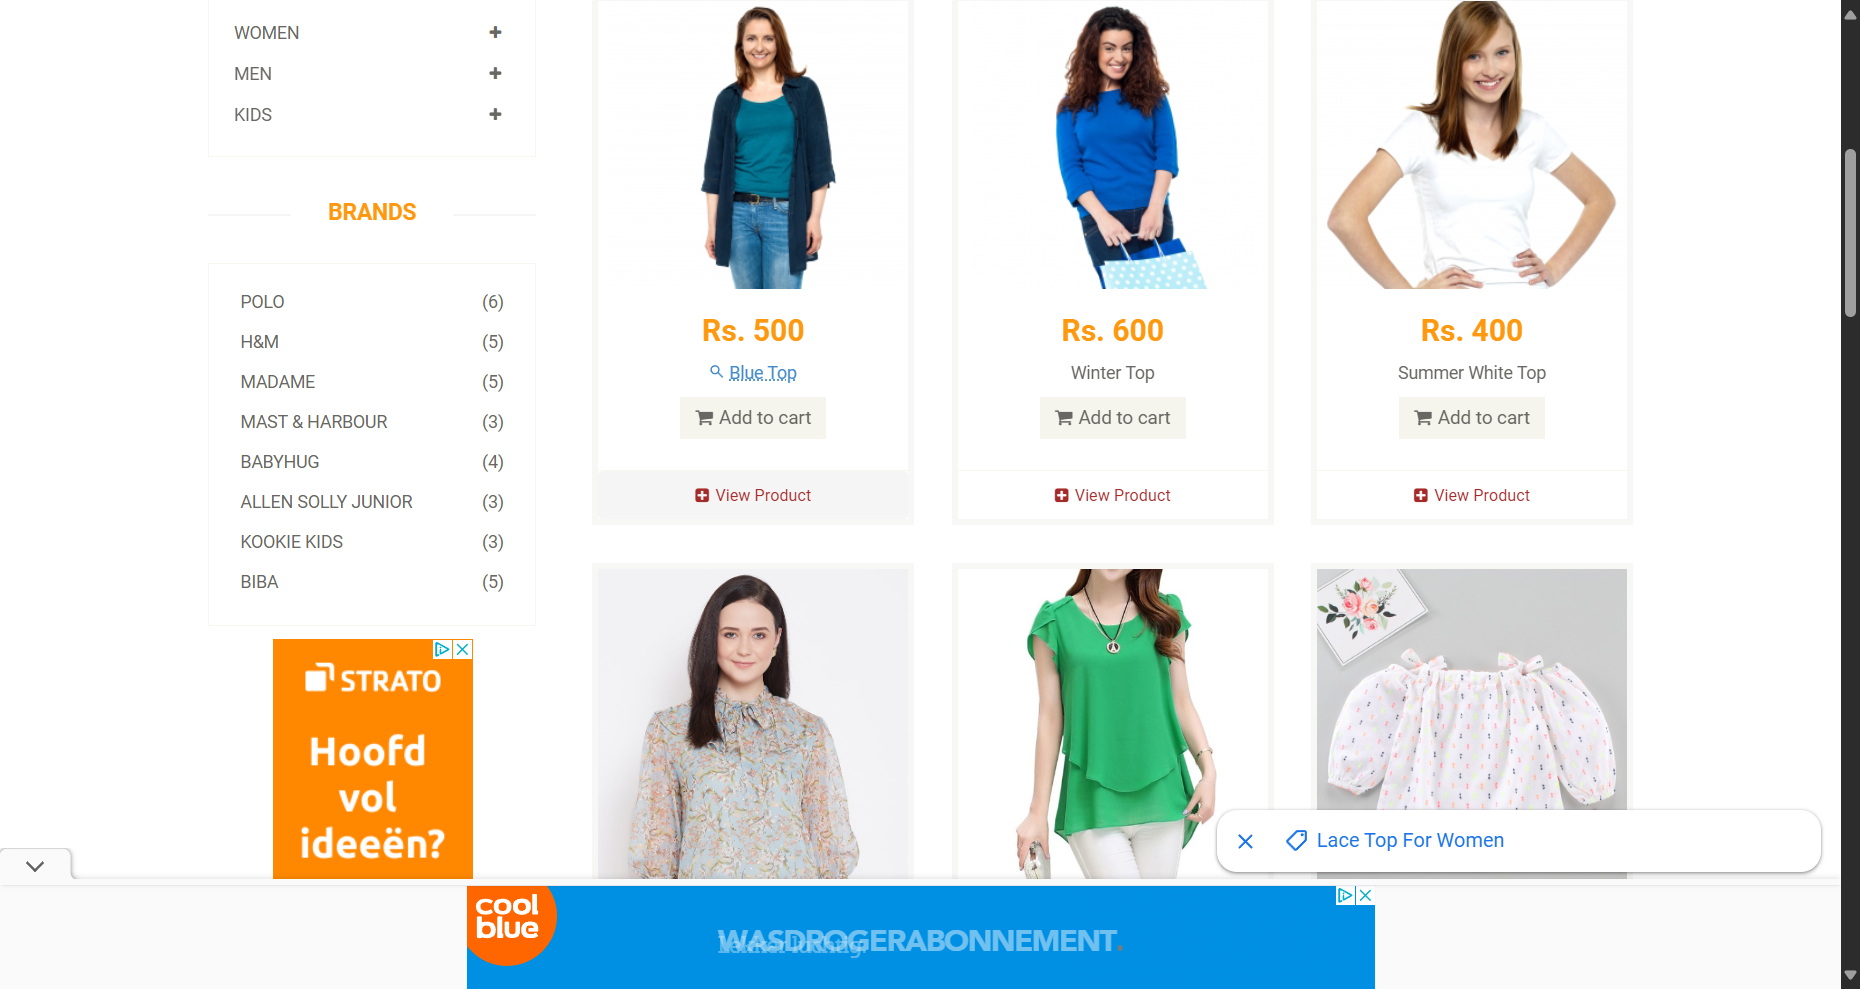 WOMEN
MEN
KIDS
BRANDS
POLO (6)
H&M (5)
MADAME (5)
MAST & HARBOUR (3)
BABYHUG (4)
ALLEN SOLLY JUNIOR (3)
KOOKIE KIDS (3)
BIBA (5)
STRATO
Hoofd
vol
ideeën?
Rs. 500
Blue Top
Add to cart
View Product
Rs. 600
Winter Top
Add to cart
View Product
Rs. 400
Summer White Top
Add to cart
View Product
Lace Top For Women
cool
blue
WASDROGERABONNEMENT.